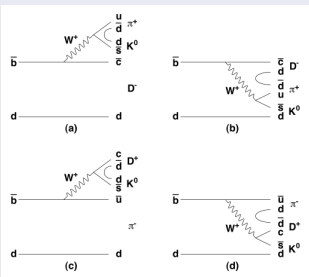 u
d̄ π⁺
d
s̄ K⁰
W⁺
b̄ c̄
D⁻
d d
(a)
b̄ c̄
d D⁻
d̄
u π⁺
W⁺
s̄
d K⁰
d
(b)
c
d̄ D⁺
d
s̄ K⁰
W⁺
b̄ ū
π⁻
d d
(c)
b̄ ū
d π⁻
d̄
c D⁺
W⁺
s̄
d K⁰
d
(d)